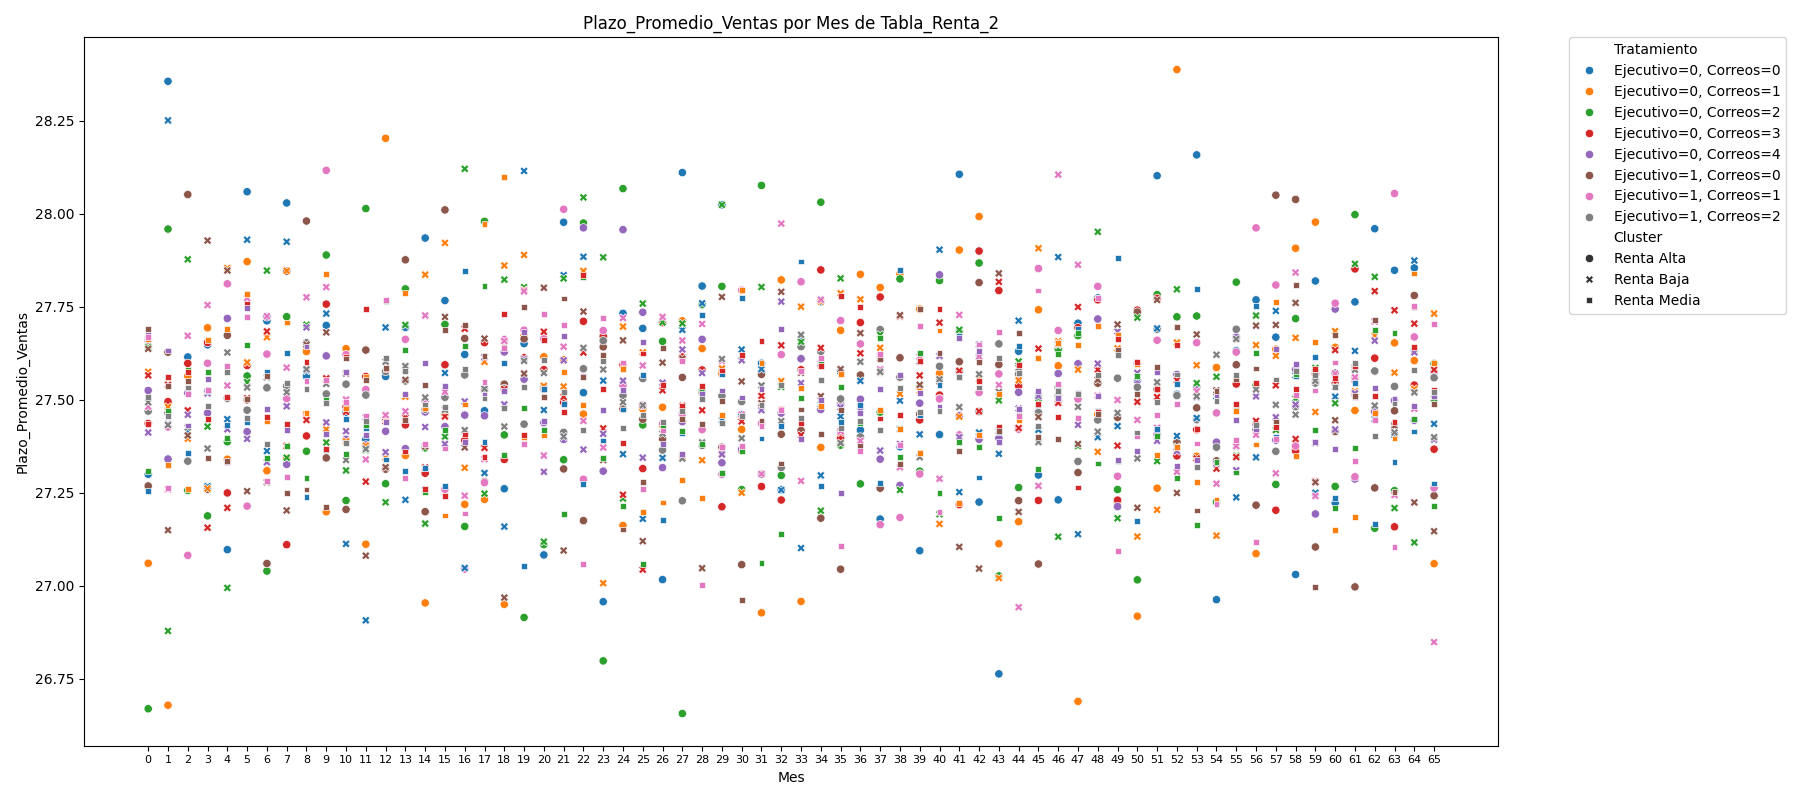 Plazo_Promedio_Ventas por Mes de Tabla_Renta_2
Plazo_Promedio_Ventas
28.25
28.00
27.75
27.50
27.25
27.00
26.75
0 1 2 3 4 5 6 7 8 9 10 11 12 13 14 15 16 17 18 19 20 21 22 23 24 25 26 27 28 29 30 31 32 33 34 35 36 37 38 39 40 41 42 43 44 45 46 47 48 49 50 51 52 53 54 55 56 57 58 59 60 61 62 63 64 65
Mes
Tratamiento
Ejecutivo=0, Correos=0
Ejecutivo=0, Correos=1
Ejecutivo=0, Correos=2
Ejecutivo=0, Correos=3
Ejecutivo=0, Correos=4
Ejecutivo=1, Correos=0
Ejecutivo=1, Correos=1
Ejecutivo=1, Correos=2
Cluster
Renta Alta
Renta Baja
Renta Media